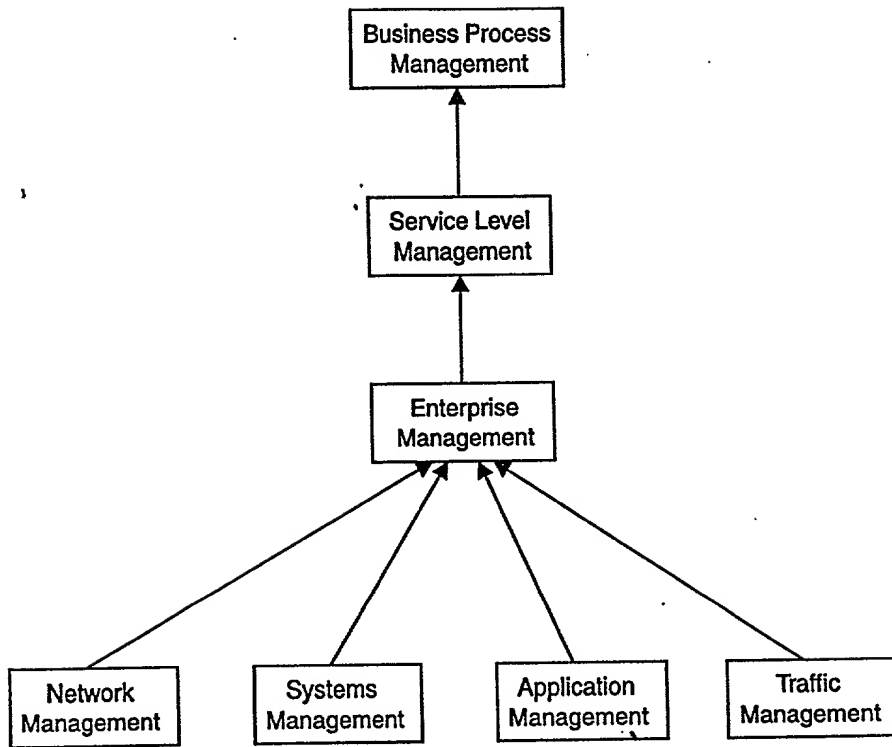 Business Process
Management
Service Level
Management
Enterprise
Management
Network
Management
Systems
Management
Application
Management
Traffic
Management